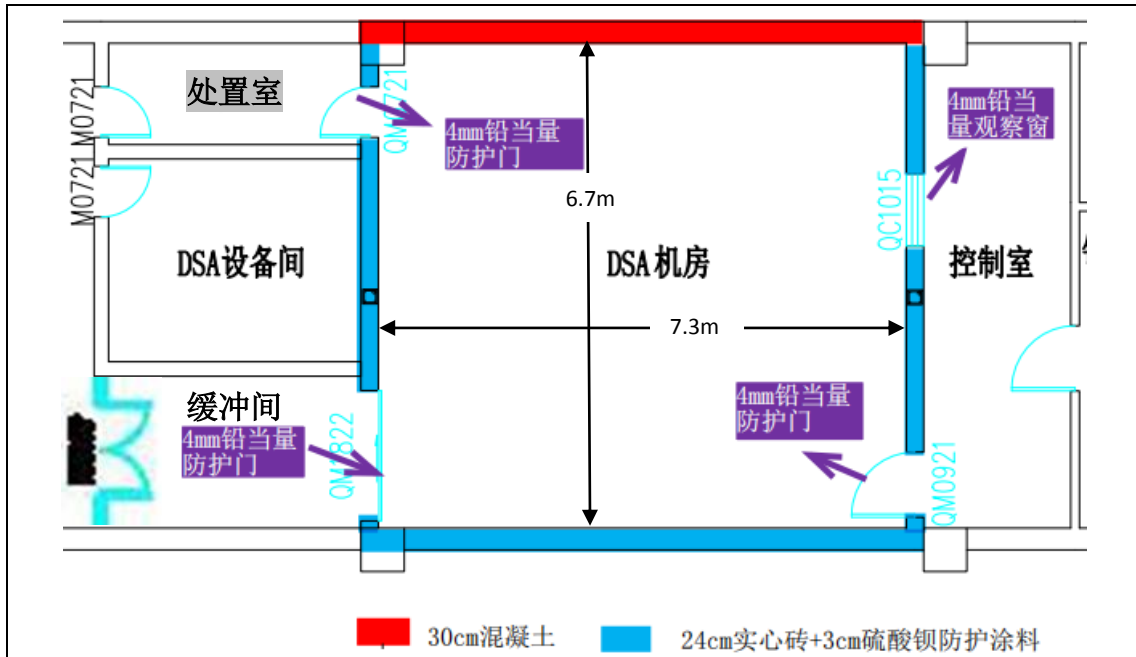 处置室
M0721
M0721
QM0721
4mm铅当量
防护门
4mm铅当
量观察窗
6.7m
QC1015
DSA设备间
DSA机房
控制室
7.3m
缓冲间
4mm铅当量
防护门
QM1822
4mm铅当量
防护门
QM0921
30cm混凝土
24cm实心砖+3cm硫酸钡防护涂料